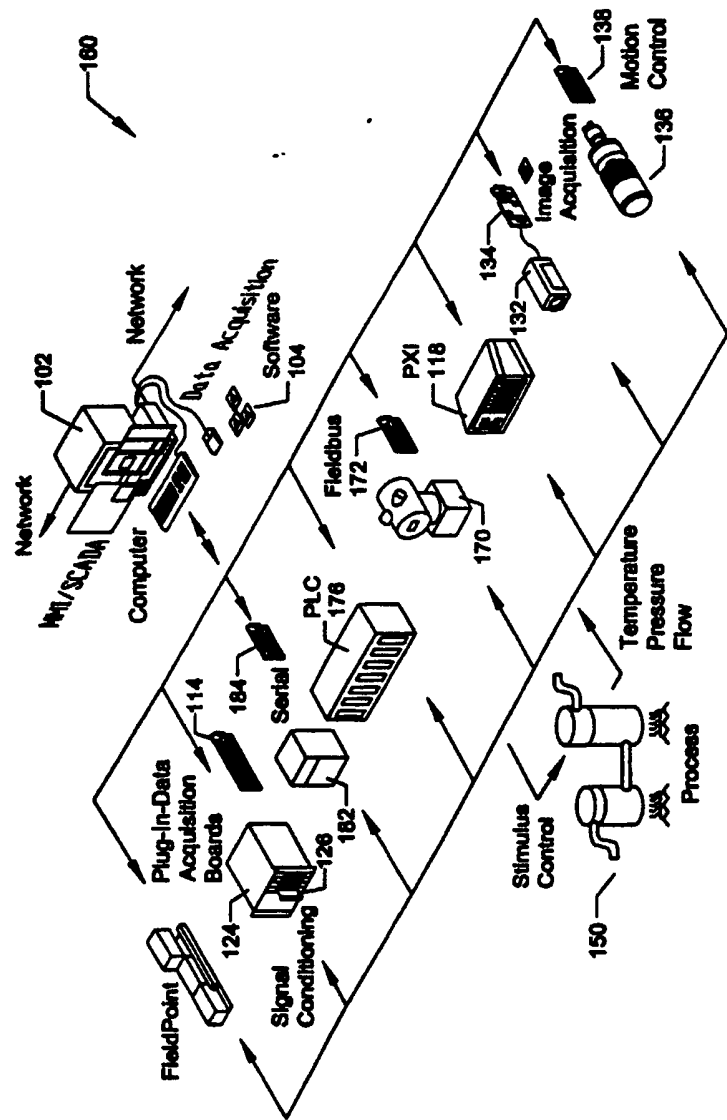 160
102
Network
Network
MMI/SCADA
Data Acquisition
Computer
Software
104
FieldPoint
Plug-In-Data
Acquisition
Boards
114
184
Serial
PLC
176
Fieldbus
172
PXI
118
134
132
Image
Acquisition
138
Motion
Control
136
124
126
Signal
Conditioning
182
170
Stimulus
Control
Temperature
Pressure
Flow
Process
150